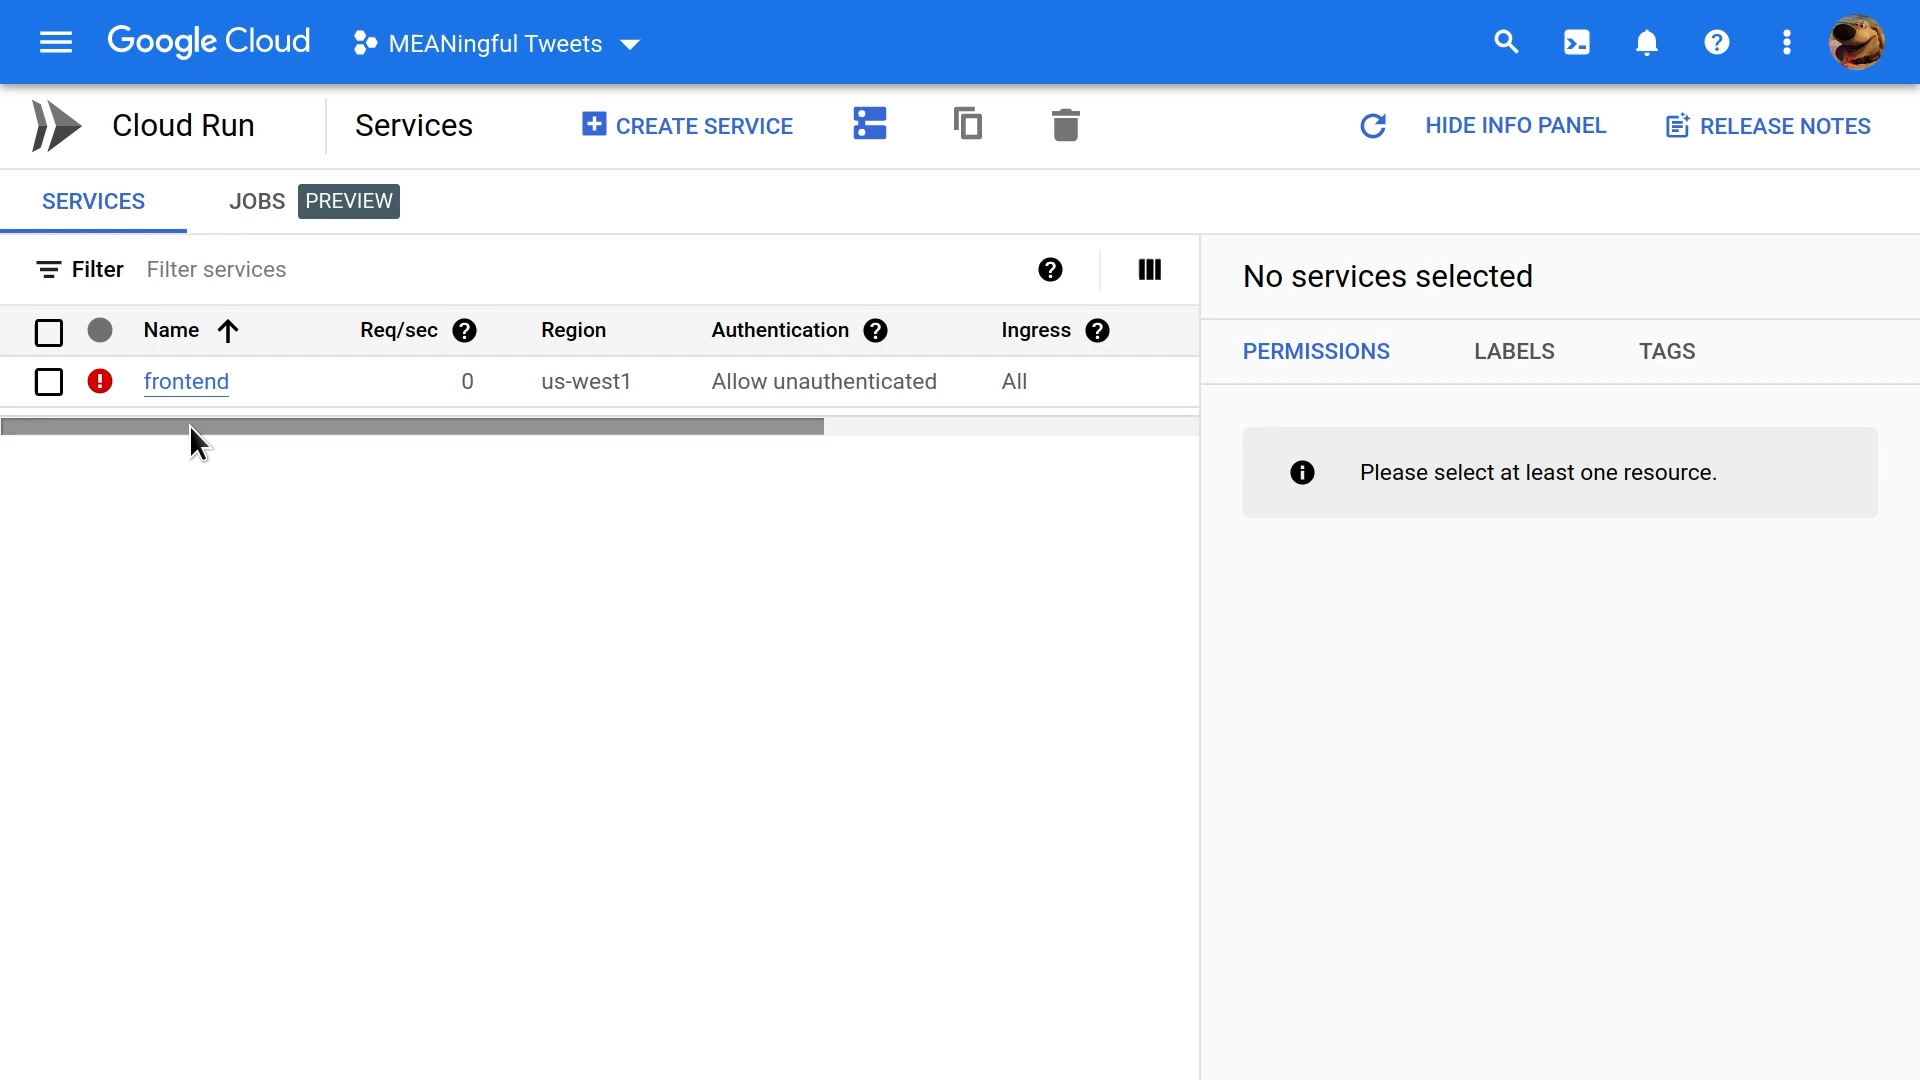 Google Cloud MEANingful Tweets
Cloud Run Services CREATE SERVICE HIDE INFO PANEL RELEASE NOTES
SERVICES JOBS PREVIEW
Filter Filter services
No services selected
Name Req/sec Region Authentication Ingress
PERMISSIONS LABELS TAGS
frontend 0 us-west1 Allow unauthenticated All
Please select at least one resource.